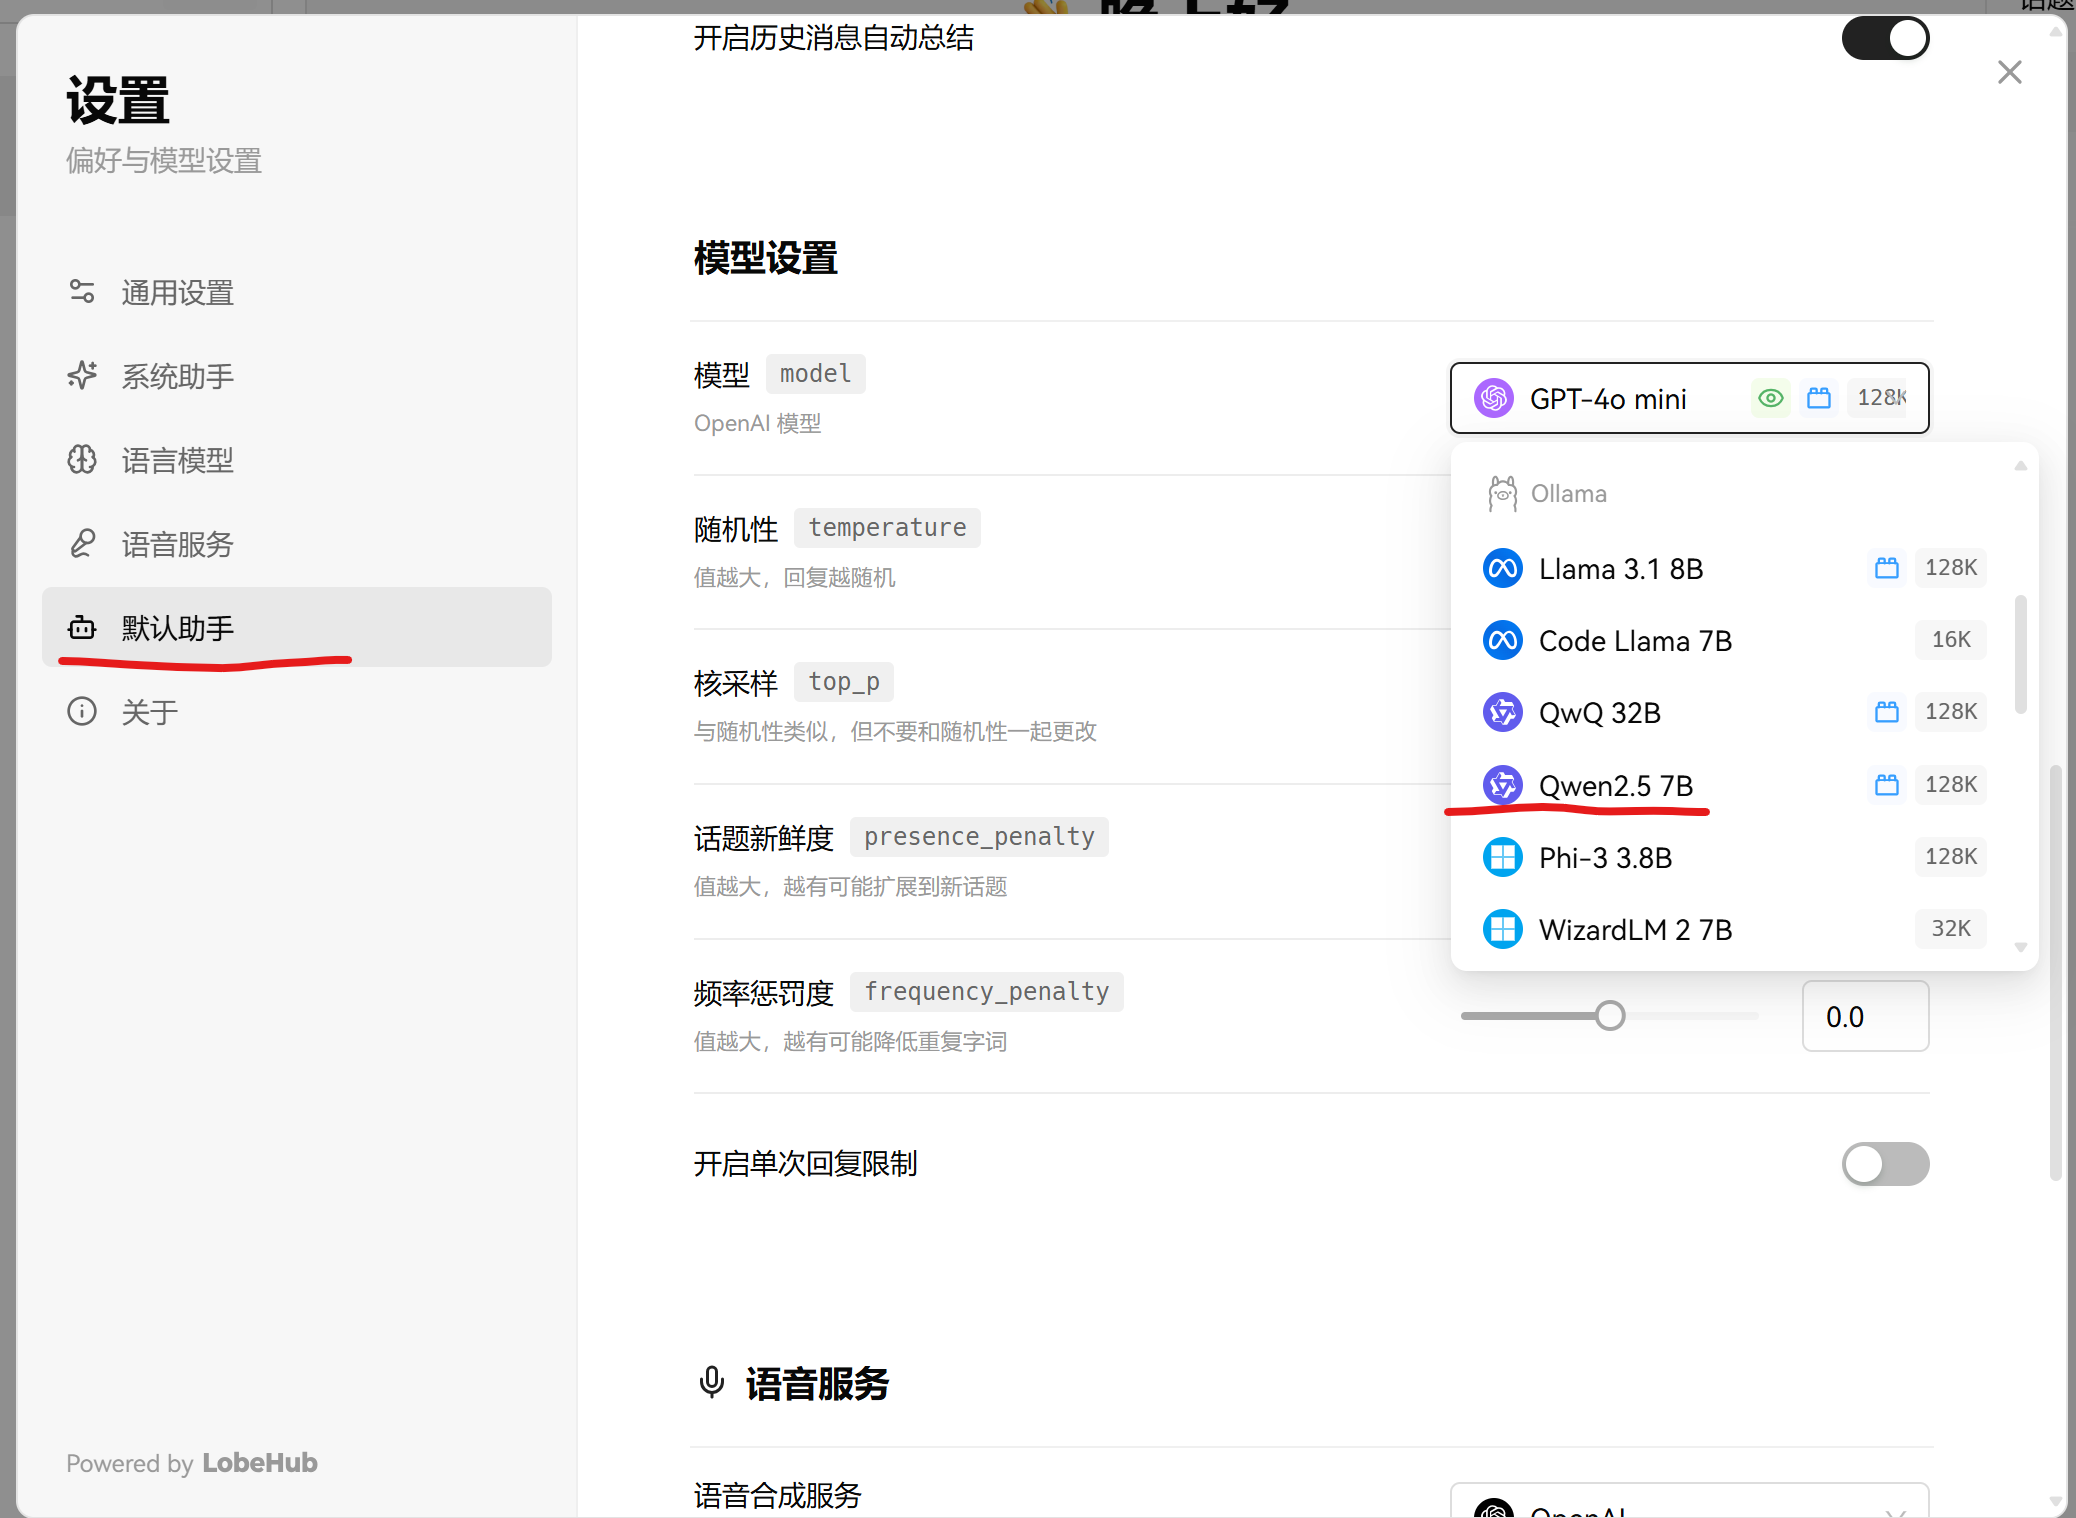 设置
偏好与模型设置
通用设置
系统助手
语言模型
语音服务
默认助手
关于
Powered by LobeHub
开启历史消息自动总结
模型设置
模型 model
OpenAI 模型
GPT-4o mini 128K
Ollama
Llama 3.1 8B 128K
Code Llama 7B 16K
QwQ 32B 128K
Qwen2.5 7B 128K
Phi-3 3.8B 128K
WizardLM 2 7B 32K
随机性 temperature
值越大，回复越随机
核采样 top_p
与随机性类似，但不要和随机性一起更改
话题新鲜度 presence_penalty
值越大，越有可能扩展到新话题
频率惩罚度 frequency_penalty
值越大，越有可能降低重复字词
0.0
开启单次回复限制
语音服务
语音合成服务
OpenAI